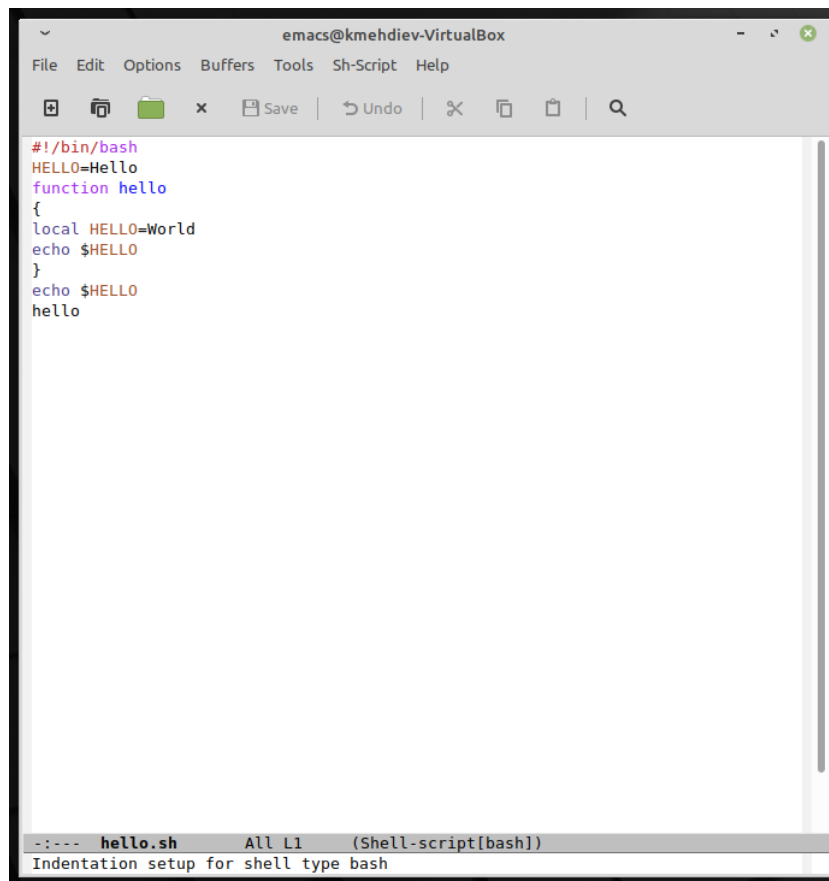 emacs@kmehdiev-VirtualBox
File Edit Options Buffers Tools Sh-Script Help
Save Undo
#!/bin/bash
HELLO=Hello
function hello
{
local HELLO=World
echo $HELLO
}
echo $HELLO
hello
-:--- hello.sh All L1 (Shell-script[bash])
Indentation setup for shell type bash